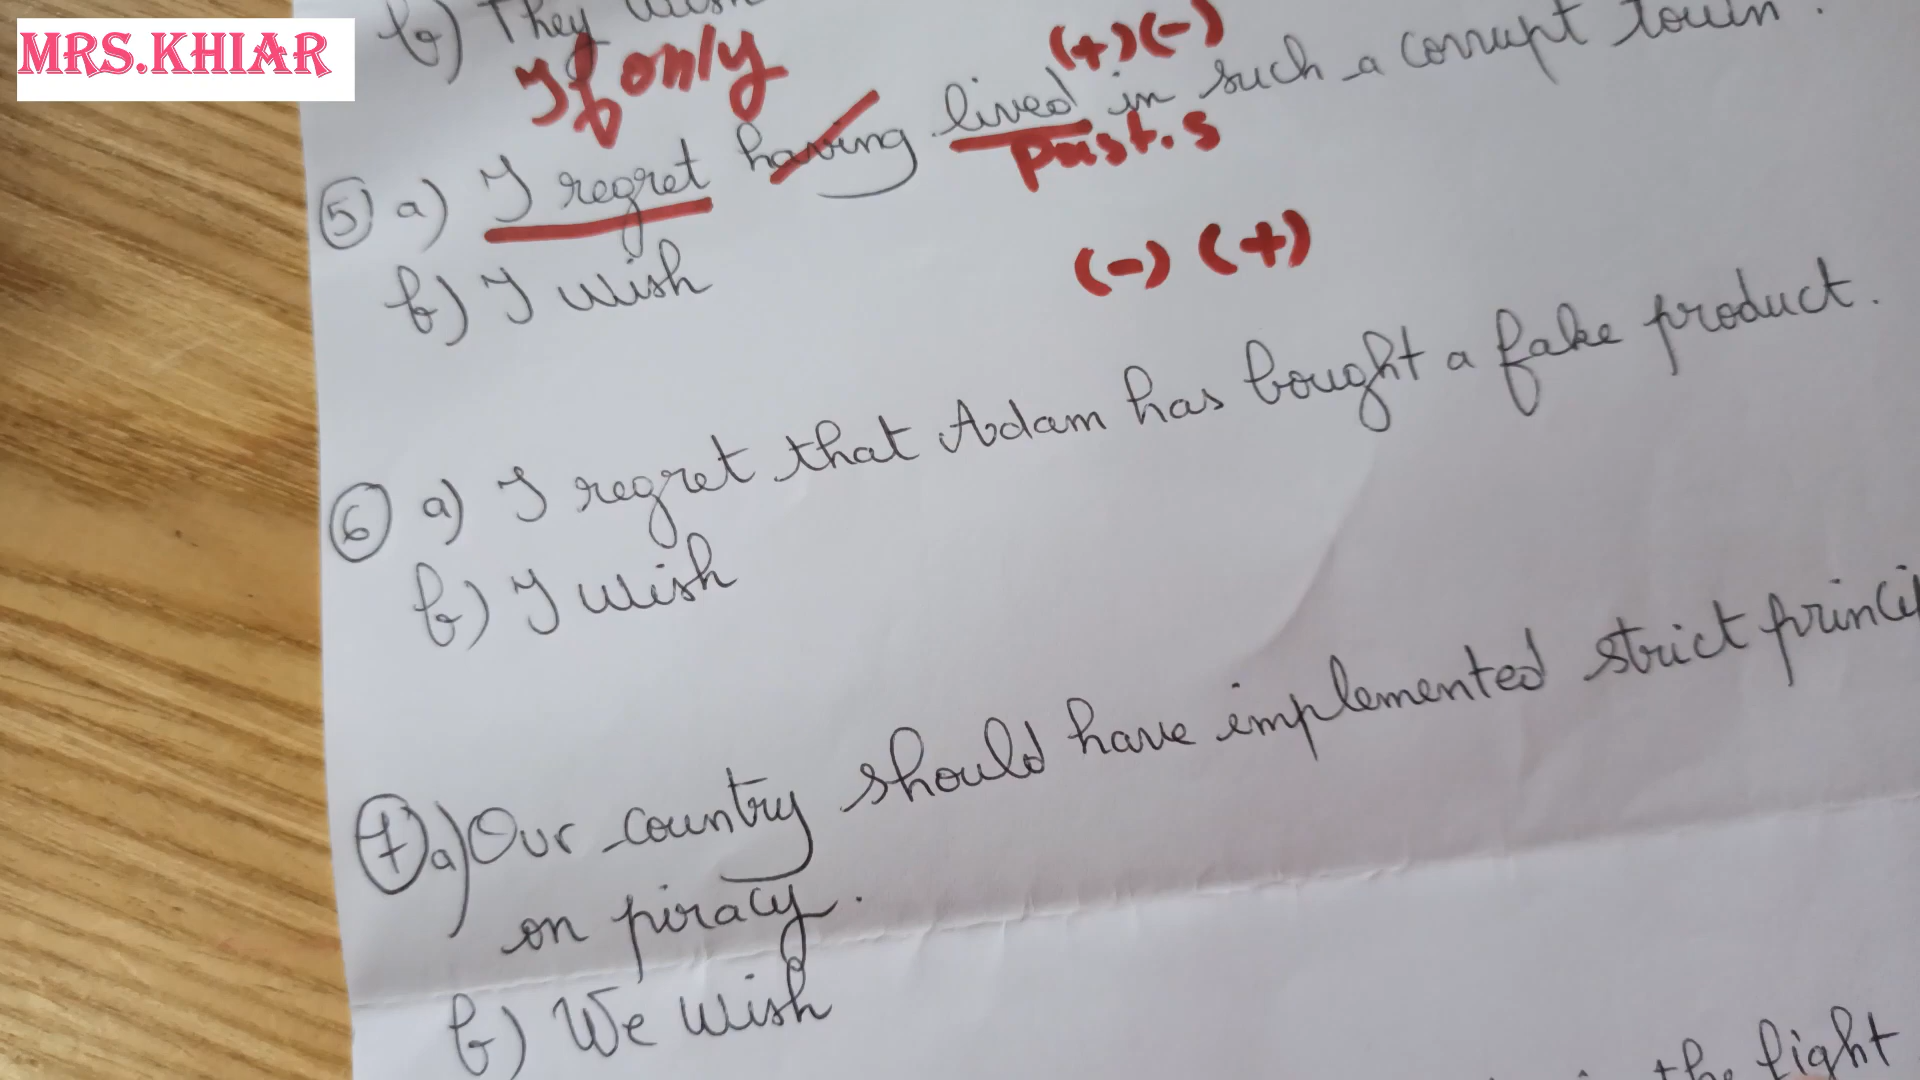 MRS.KHIAR
b) They wish
If only
(+)(-)
⑤ a) I regret having lived in such a corrupt town.
past.s
b) I wish
(-) (+)
⑥ a) I regret that Adam has bought a fake product.
b) I wish
⑦ a) Our country should have implemented strict
on piracy.
b) We wish
the fight